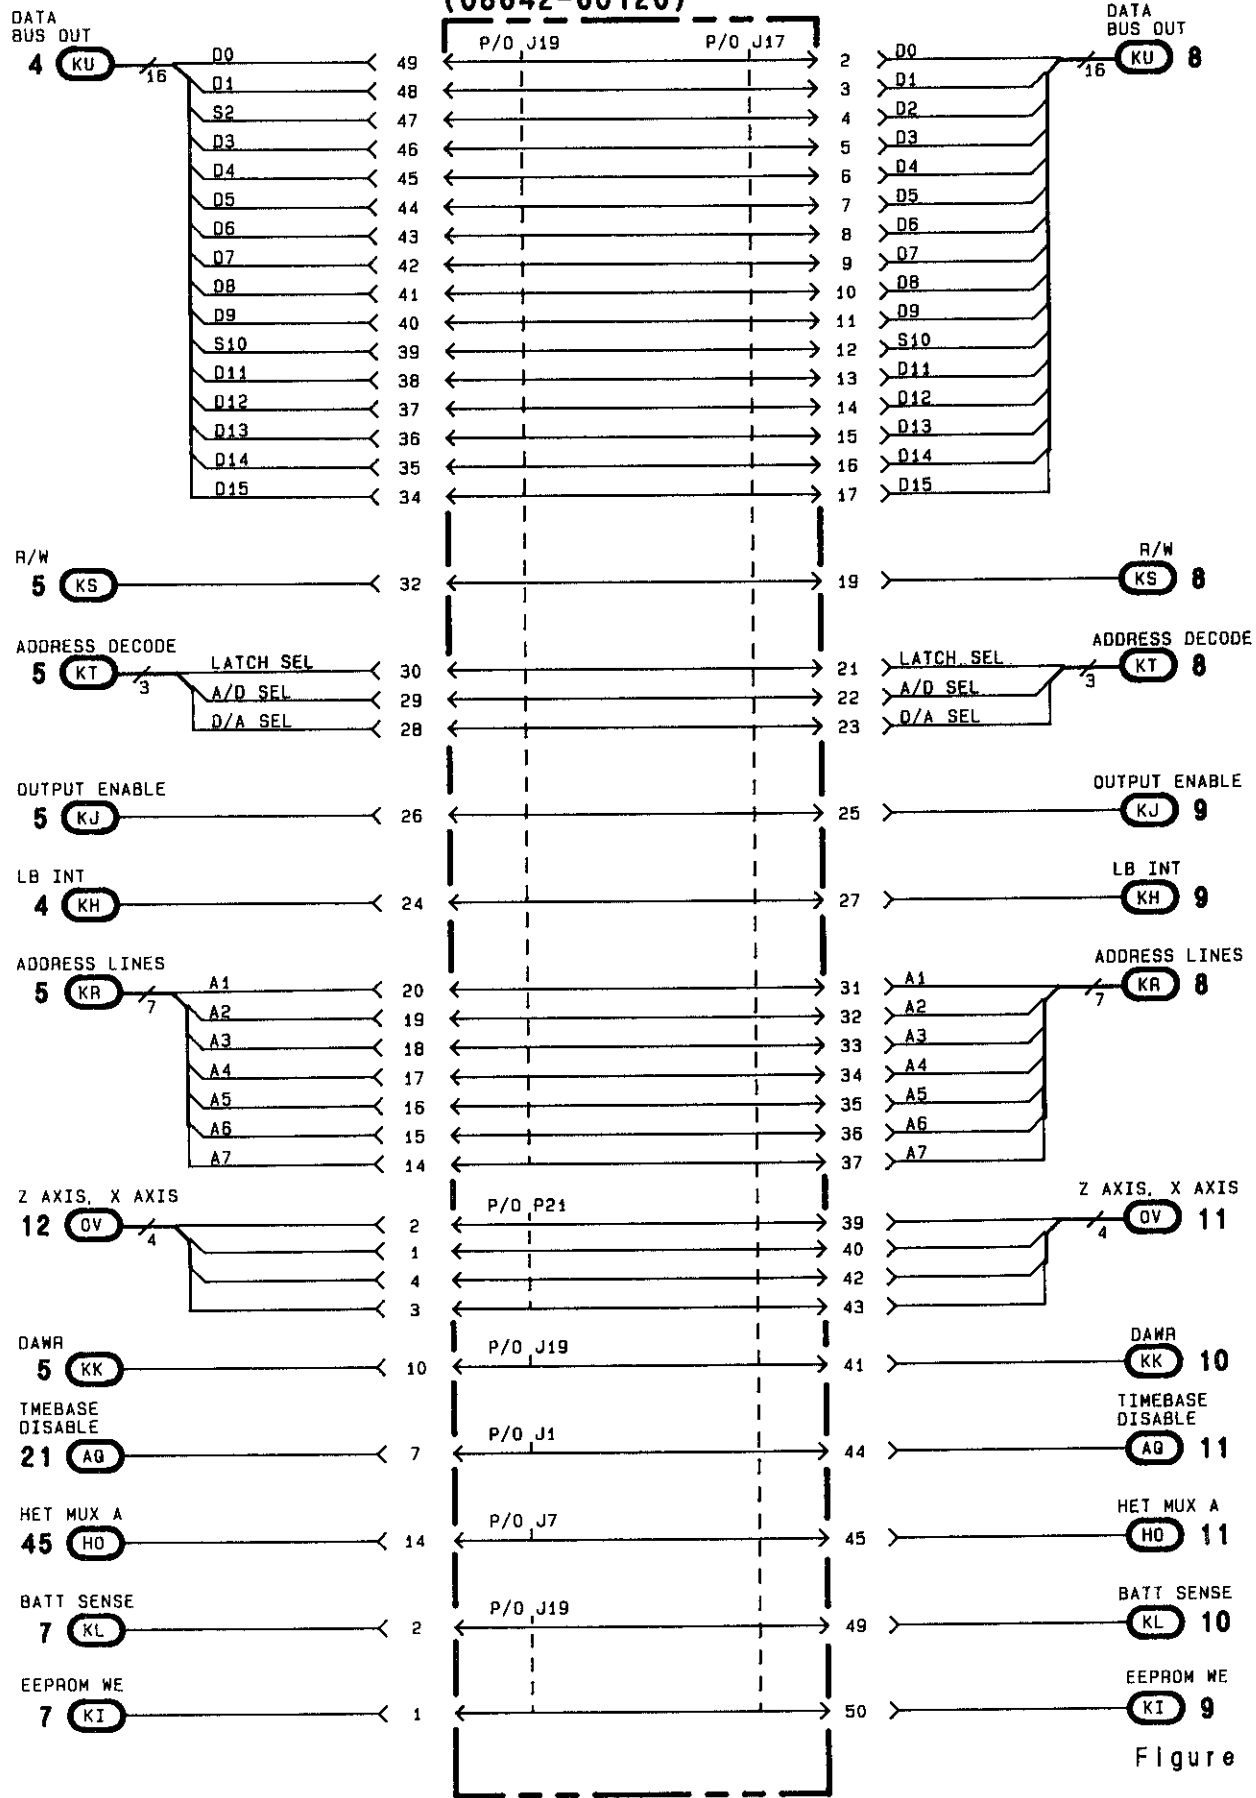 (08642-60126)
DATA
BUS OUT
4 KU 16
P/O J19 P/O J17
DATA
BUS OUT
16 KU 8
D0 49 2 D0
D1 48 3 D1
S2 47 4 D2
D3 46 5 D3
D4 45 6 D4
D5 44 7 D5
D6 43 8 D6
D7 42 9 D7
D8 41 10 D8
D9 40 11 D9
S10 39 12 S10
D11 38 13 D11
D12 37 14 D12
D13 36 15 D13
D14 35 16 D14
D15 34 17 D15
R/W R/W
5 KS 32 19 KS 8
ADDRESS DECODE ADDRESS DECODE
5 KT 3 LATCH SEL 30 21 LATCH SEL 3 KT 8
A/D SEL 29 22 A/D SEL
D/A SEL 28 23 D/A SEL
OUTPUT ENABLE OUTPUT ENABLE
5 KJ 26 25 KJ 9
LB INT LB INT
4 KH 24 27 KH 9
ADDRESS LINES ADDRESS LINES
5 KR 7 A1 20 31 A1 7 KR 8
A2 19 32 A2
A3 18 33 A3
A4 17 34 A4
A5 16 35 A5
A6 15 36 A6
A7 14 37 A7
Z AXIS, X AXIS P/O P21 Z AXIS, X AXIS
12 OV 4 2 39 4 OV 11
1 40
4 42
3 43
DAWR P/O J19 DAWR
5 KK 10 41 KK 10
TMEBASE
DISABLE
P/O J1
TIMEBASE
DISABLE
21 AQ 7 44 AQ 11
HET MUX A P/O J7 HET MUX A
45 HO 14 45 HO 11
BATT SENSE P/O J19 BATT SENSE
7 KL 2 49 KL 10
EEPROM WE EEPROM WE
7 KI 1 50 KI 9
Figure